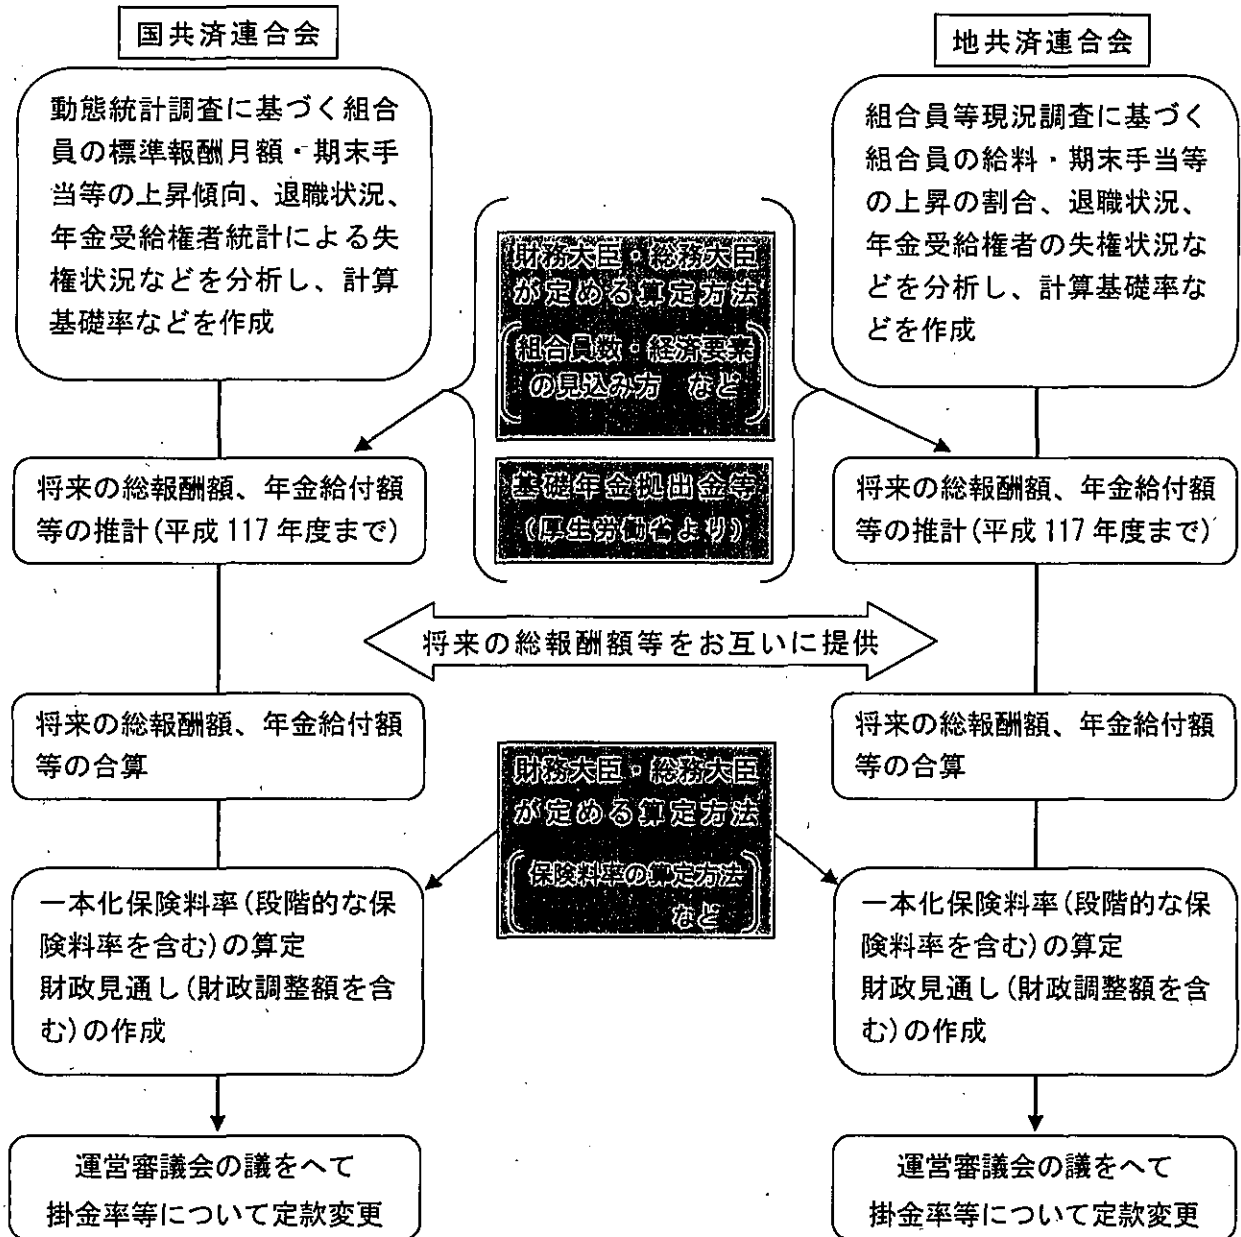 国共済連合会
動態統計調査に基づく組合
員の標準報酬月額・期末手
当等の上昇傾向、退職状況、
年金受給権者統計による失
権状況などを分析し、計算
基礎率などを作成
地共済連合会
組合員等現況調査に基づく
組合員の給料・期末手当等
の上昇の割合、退職状況、
年金受給権者の失権状況な
どを分析し、計算基礎率な
どを作成
財務大臣・総務大臣
が定める算定方法
組合員数・経済要素
の見込み方 など
基礎年金拠出金等
(厚生労働省より)
将来の総報酬額、年金給付額
等の推計(平成117年度まで)
将来の総報酬額、年金給付額
等の推計(平成117年度まで)
将来の総報酬額等をお互いに提供
将来の総報酬額、年金給付額
等の合算
将来の総報酬額、年金給付額
等の合算
財務大臣・総務大臣
が定める算定方法
保険料率の算定方法
など
一本化保険料率(段階的な保
険料率を含む)の算定
財政見通し(財政調整額を含
む)の作成
一本化保険料率(段階的な保
険料率を含む)の算定
財政見通し(財政調整額を含
む)の作成
運営審議会の議をへて
掛金率等について定款変更
運営審議会の議をへて
掛金率等について定款変更